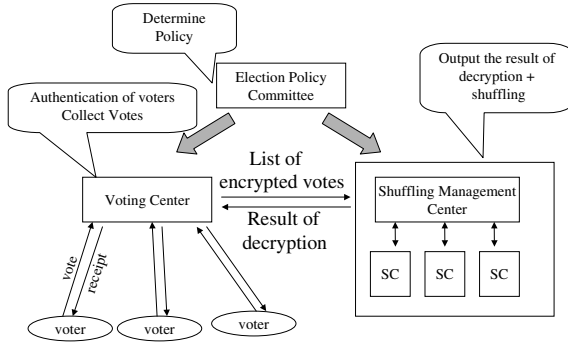 Determine
Policy
Election Policy
Committee
Output the result of
decryption +
shuffling
Authentication of voters
Collect Votes
List of
encrypted votes
Voting Center
Result of
decryption
Shuffling Management
Center
SC
SC
SC
vote
receipt
voter
voter
voter